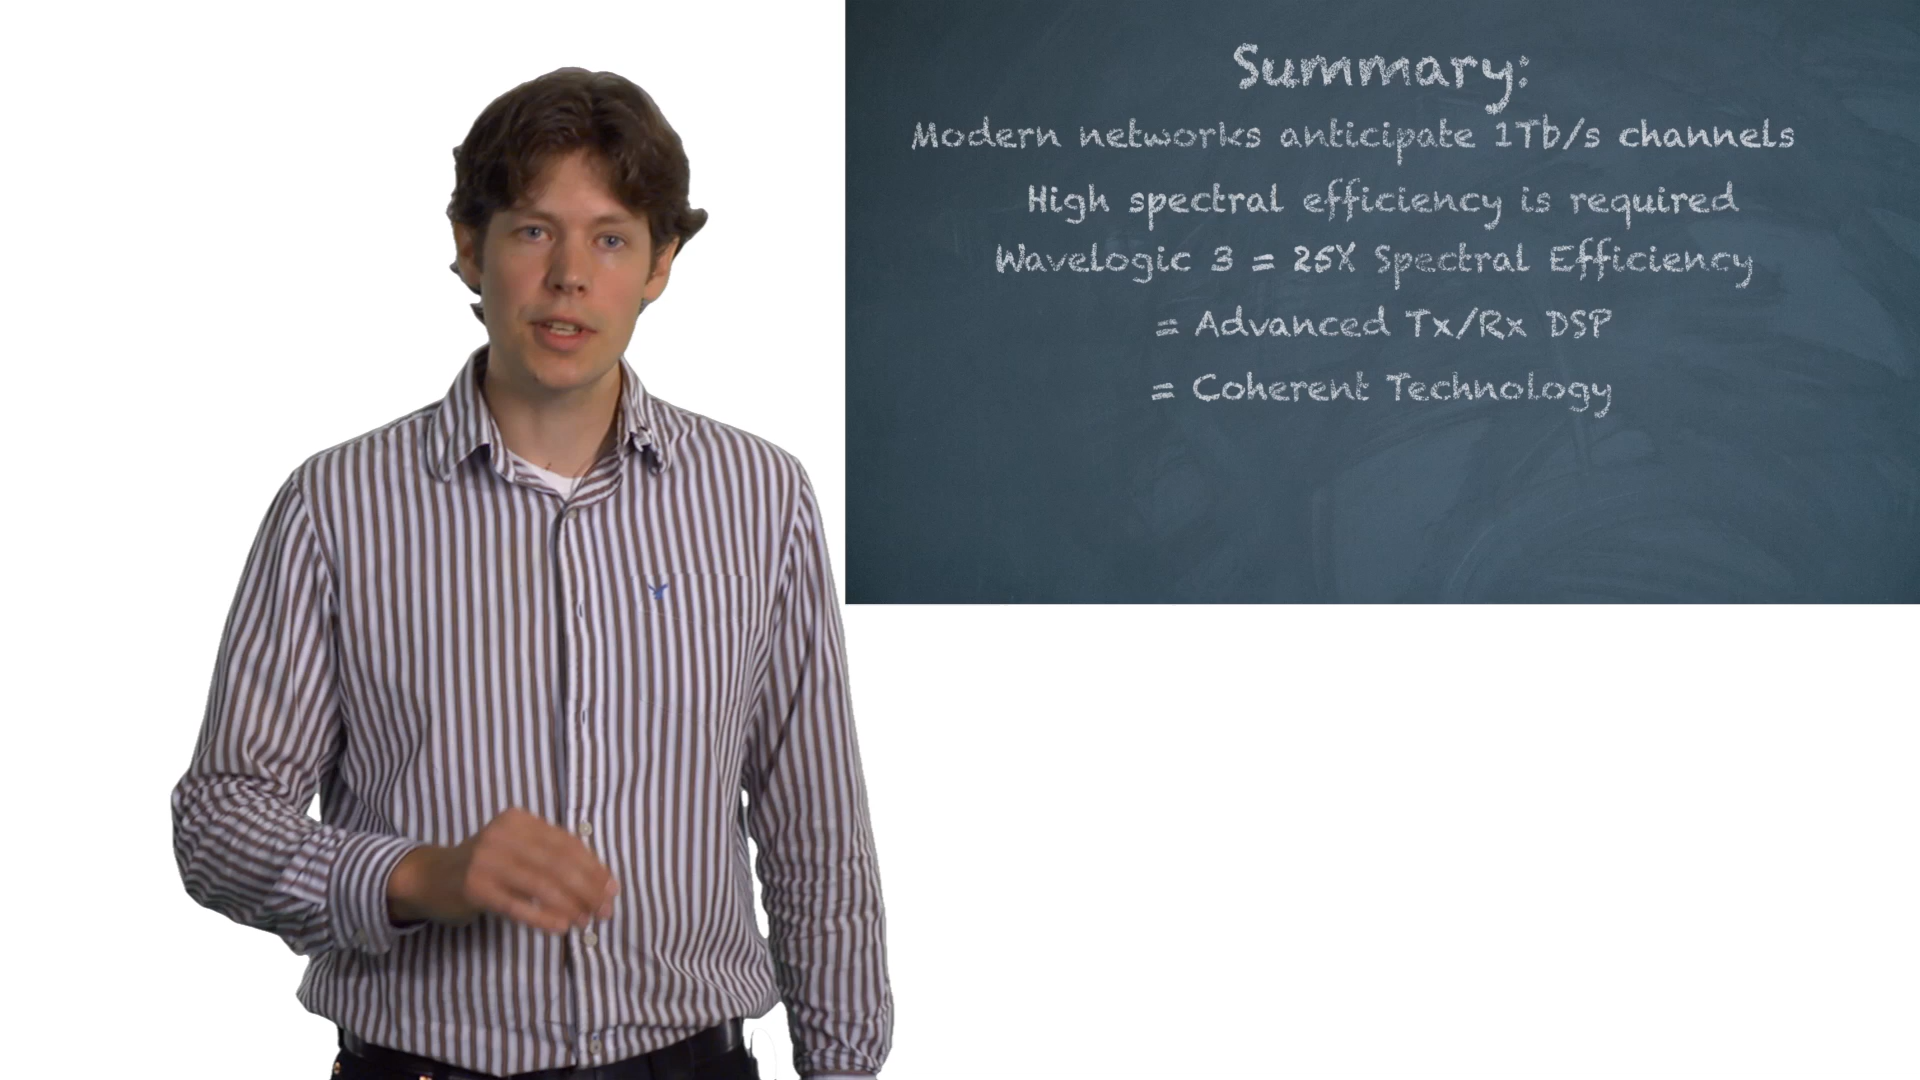 Summary:
Modern networks anticipate 1Tb/s channels
High spectral efficiency is required
Wavelogic 3 = 25X Spectral Efficiency
= Advanced Tx/Rx DSP
= Coherent Technology